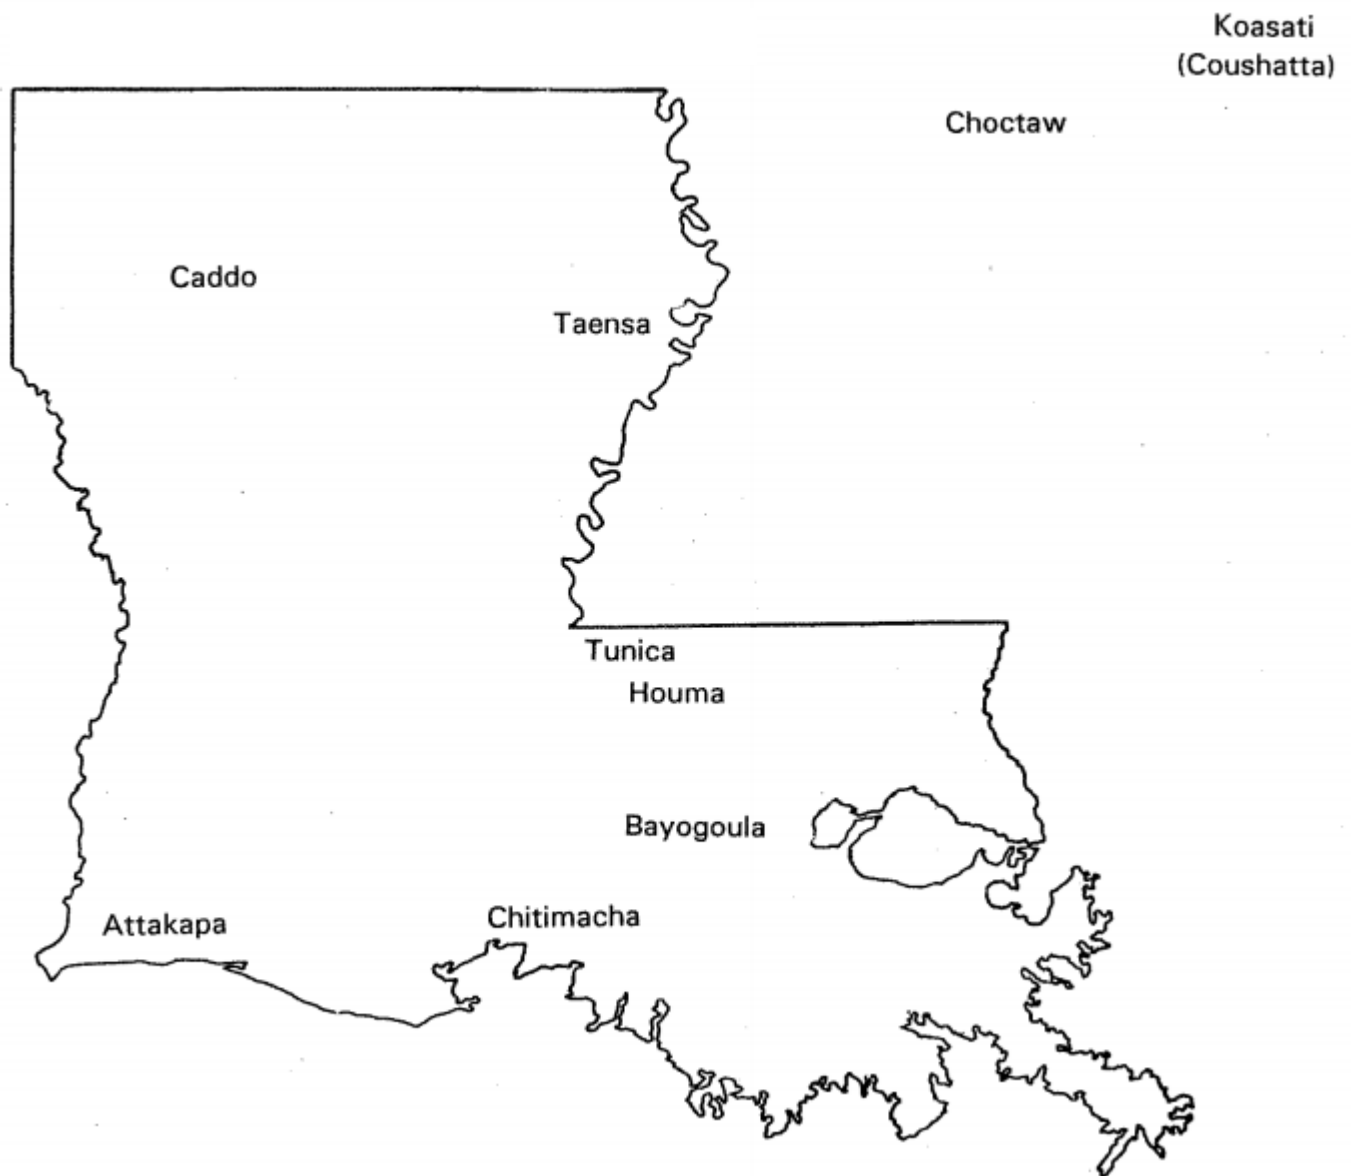 Koasati
(Coushatta)
Choctaw
Caddo
Taensa
Tunica
Houma
Bayogoula
Chitimacha
Attakapa